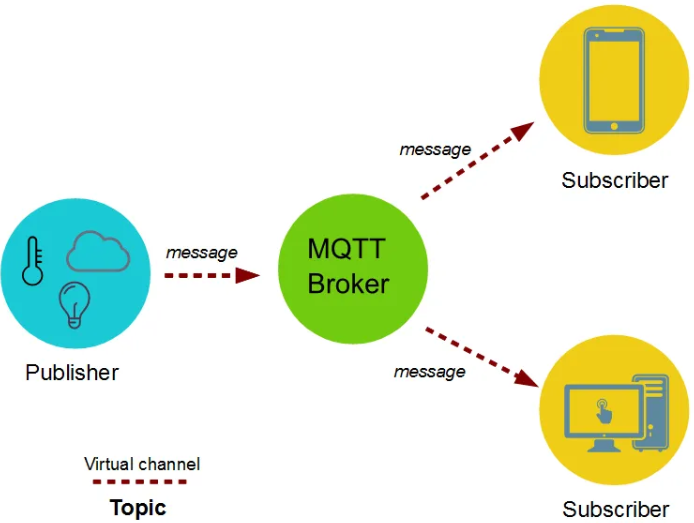 message
Subscriber
message
MQTT
Broker
Publisher
message
Subscriber
Virtual channel
Topic